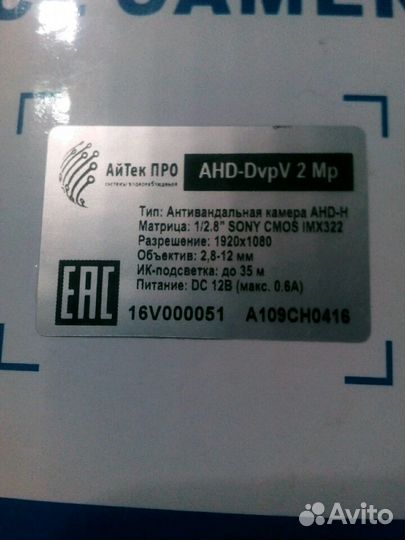 CAMER
АйТек ПРО
системы видеонаблюдения
AHD-DvpV 2 Mp
Тип: Антивандальная камера AHD-H
Матрица: 1/2.8" SONY CMOS IMX322
Разрешение: 1920x1080
Объектив: 2,8-12 мм
ИК-подсветка: до 35 м
Питание: DC 12В (макс. 0.6А)
EAC
16V000051 A109CH0416
Avito